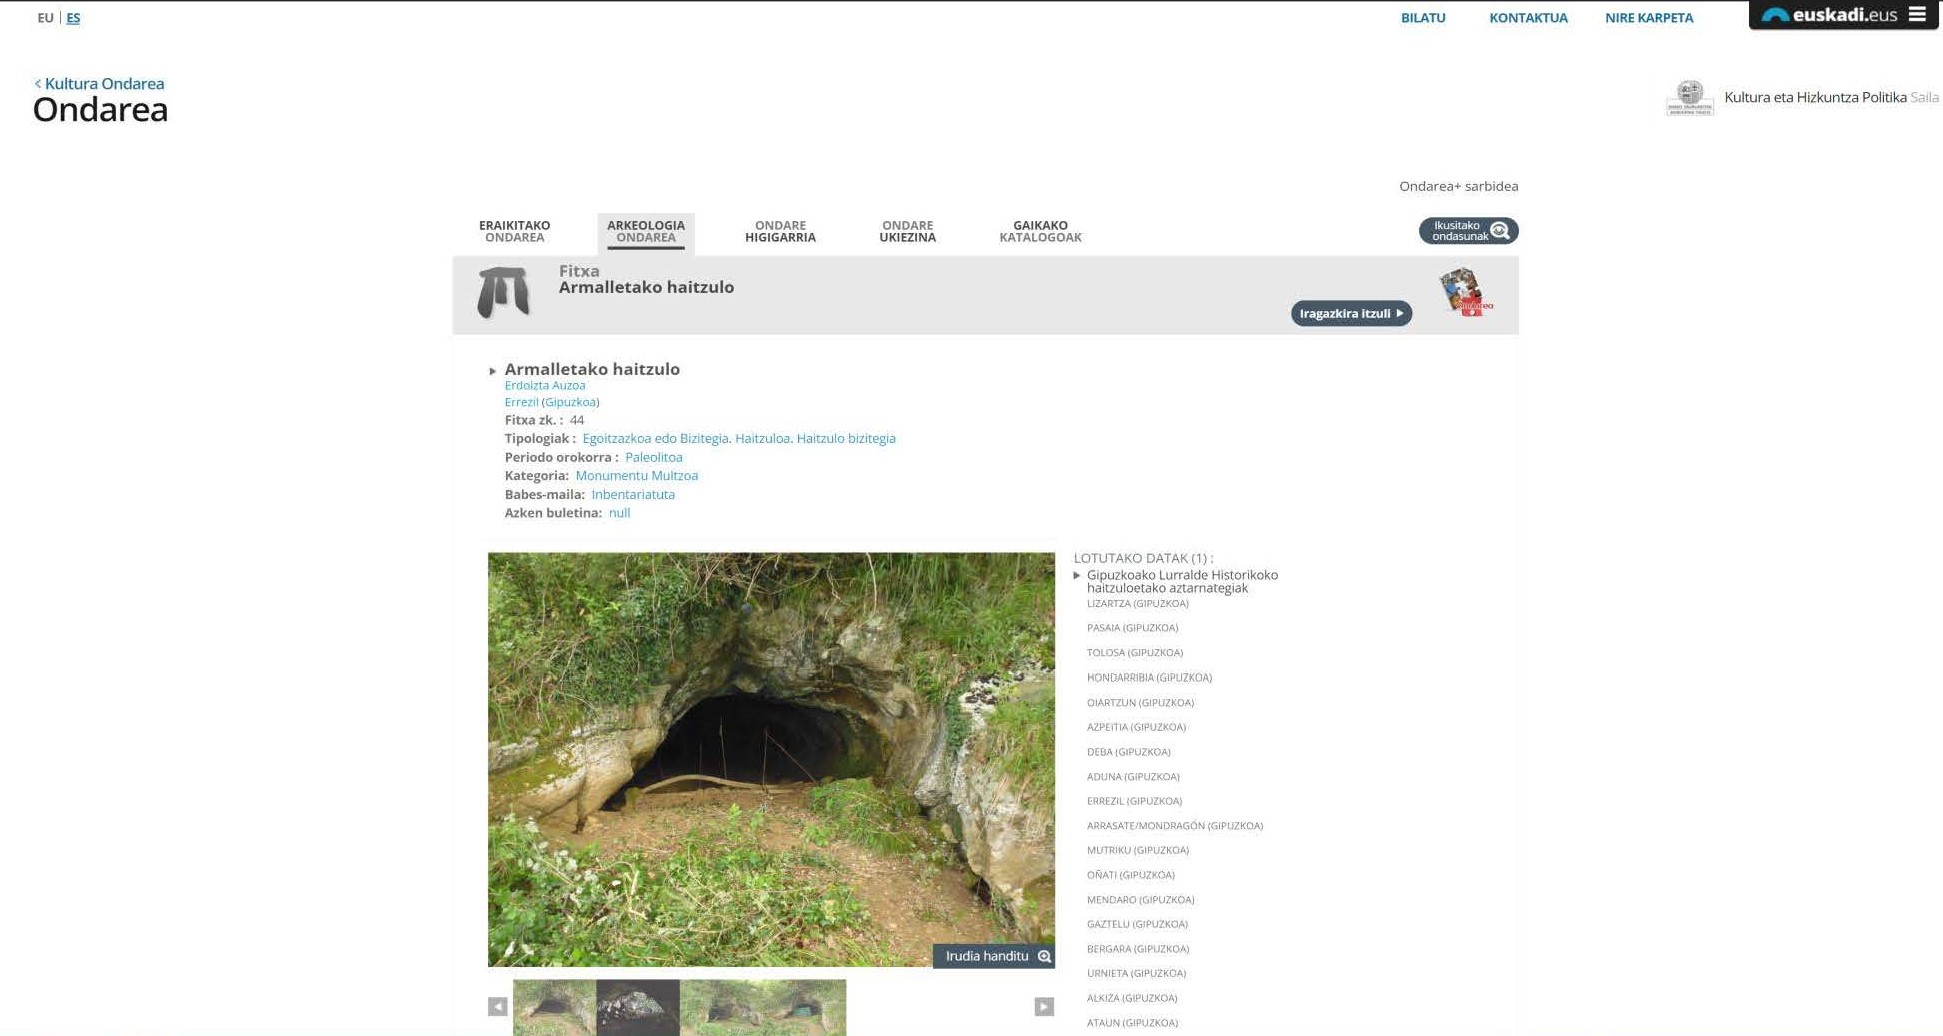 EU | ES
BILATU
KONTAKTUA
NIRE KARPETA
euskadi.eus
< Kultura Ondarea
Ondarea
Kultura eta Hizkuntza Politika Saila
Ondarea+ sarbidea
ERAIKITAKO
ONDAREA
ARKEOLOGIA
ONDAREA
ONDARE
HIGIGARRIA
ONDARE
UKIEZINA
GAIKAKO
KATALOGOAK
Ikusitako
ondasunak
Fitxa
Armalletako haitzulo
Iragazkira itzuli
Armalletako haitzulo
Erdoizta Auzoa
Errezil (Gipuzkoa)
Fitxa zk. : 44
Tipologiak : Egoitzazkoa edo Bizitegia. Haitzuloa. Haitzulo bizitegia
Periodo orokorra : Paleolitoa
Kategoria: Monumentu Multzoa
Babes-maila: Inbentariatuta
Azken buletina: null
Irudia handitu
LOTUTAKO DATAK (1) :
Gipuzkoako Lurralde Historikoko
haitzuloetako aztarnategiak
LIZARTZA (GIPUZKOA)
PASAIA (GIPUZKOA)
TOLOSA (GIPUZKOA)
HONDARRIBIA (GIPUZKOA)
OIARTZUN (GIPUZKOA)
AZPEITIA (GIPUZKOA)
DEBA (GIPUZKOA)
ADUNA (GIPUZKOA)
ERREZIL (GIPUZKOA)
ARRASATE/MONDRAGÓN (GIPUZKOA)
MUTRIKU (GIPUZKOA)
OÑATI (GIPUZKOA)
MENDARO (GIPUZKOA)
GAZTELU (GIPUZKOA)
BERGARA (GIPUZKOA)
URNIETA (GIPUZKOA)
ALKIZA (GIPUZKOA)
ATAUN (GIPUZKOA)